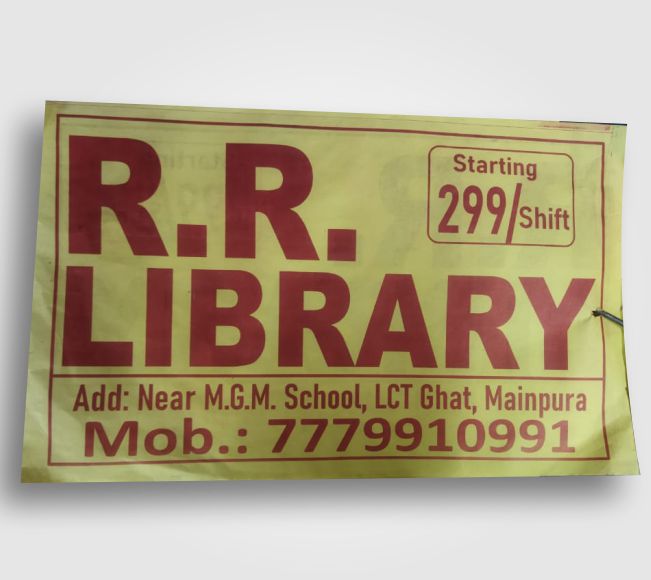 R.R.
LIBRARY
Starting
299/Shift
Add: Near M.G.M. School, LCT Ghat, Mainpura
Mob.: 7779910991